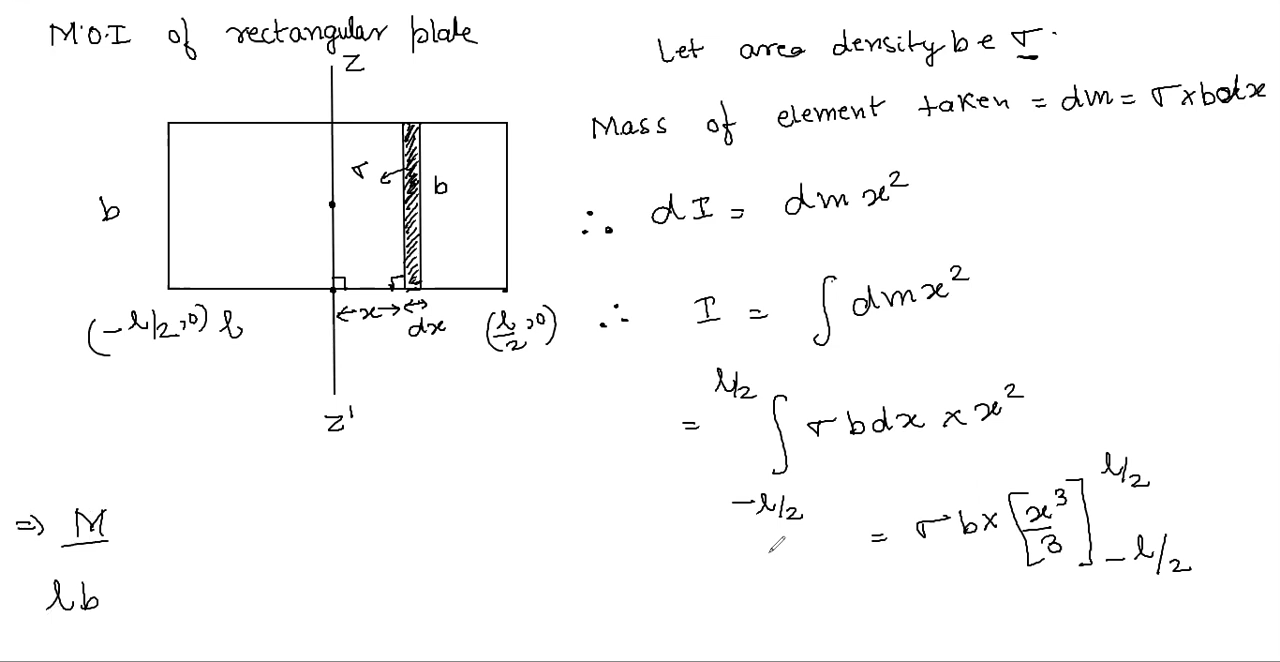 M.O.I of rectangular plate
Z
σ
b
b
(-l/2,0) l
x
dx
(l/2,0)
Z'
=> M/lb
Let area density be σ.
Mass of element taken = dm = σ×bdx
∴ dI = dm x²
∴ I = ∫ dm x²
= ∫_{-l/2}^{l/2} σ b dx × x²
= σ b × [x³/3]_{-l/2}^{l/2}